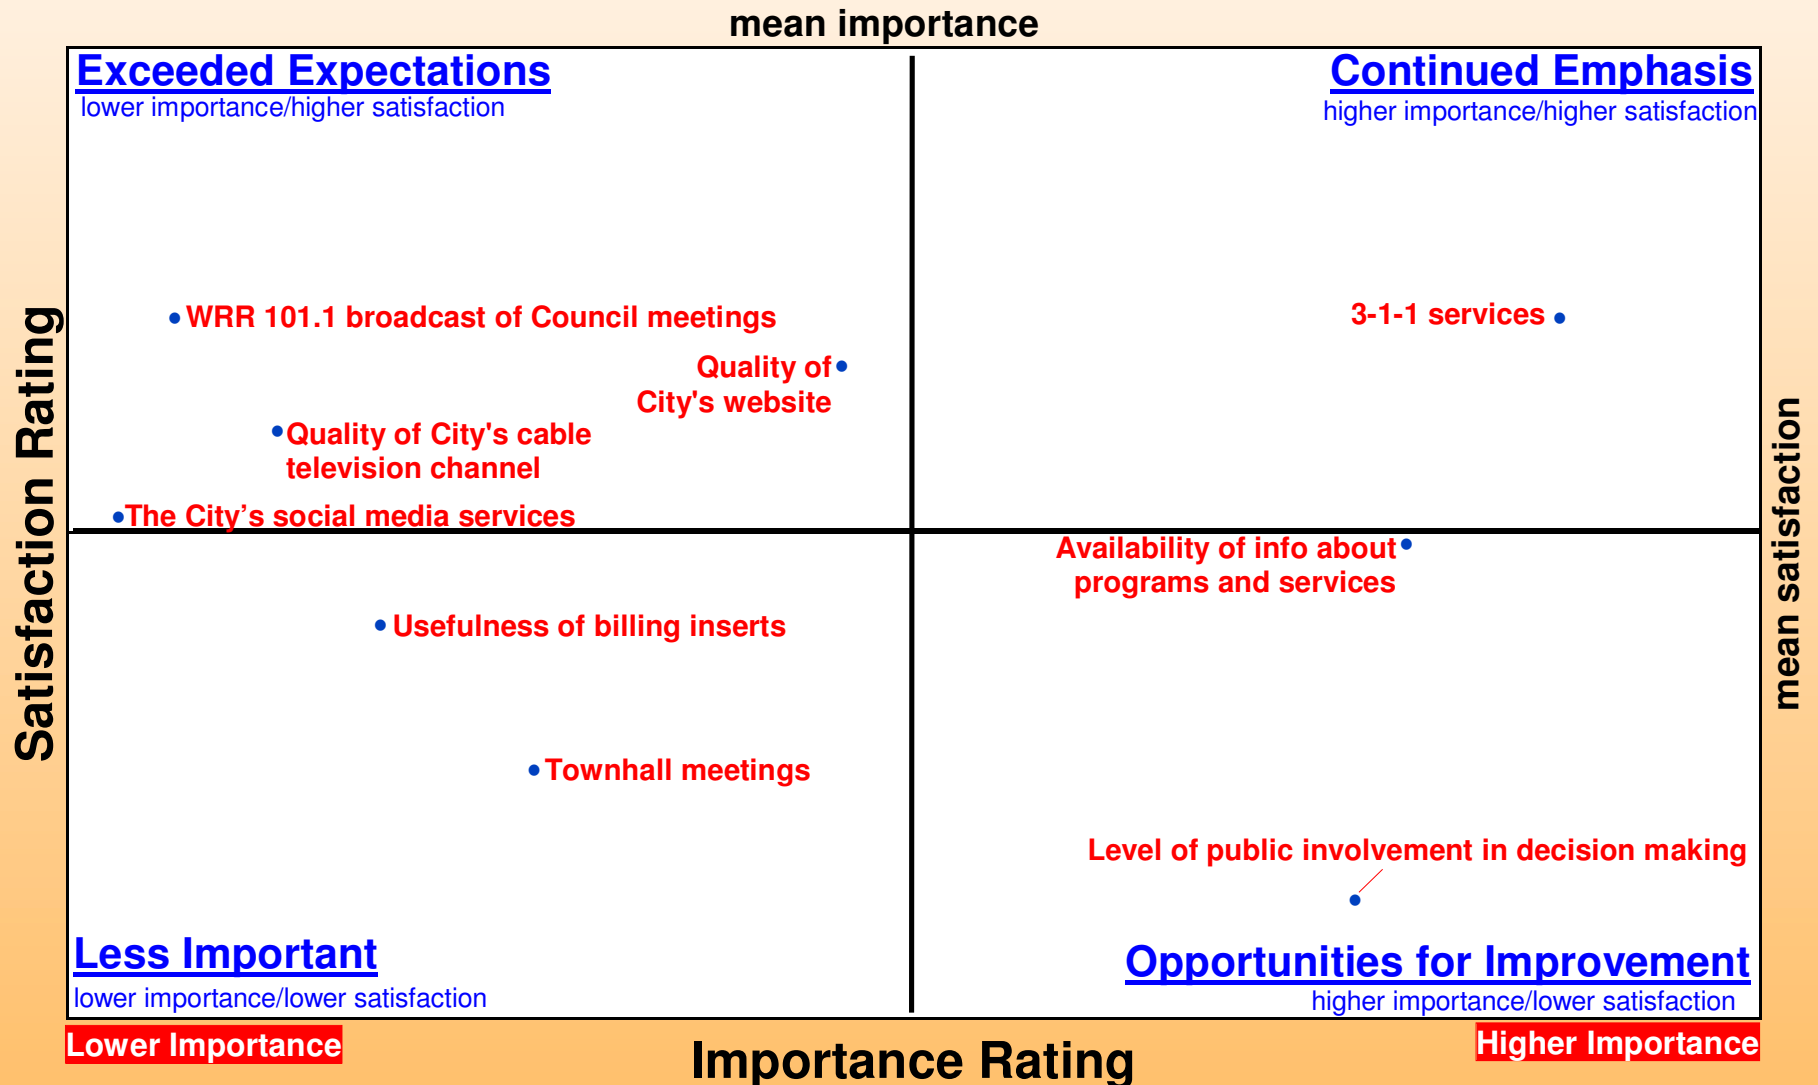 mean importance
Exceeded Expectations
lower importance/higher satisfaction
Continued Emphasis
higher importance/higher satisfaction
WRR 101.1 broadcast of Council meetings
3-1-1 services
Quality of
City's website
Quality of City's cable
television channel
The City’s social media services
Satisfaction Rating
mean satisfaction
Availability of info about
programs and services
Usefulness of billing inserts
Townhall meetings
Level of public involvement in decision making
Less Important
lower importance/lower satisfaction
Opportunities for Improvement
higher importance/lower satisfaction
Lower Importance
Importance Rating
Higher Importance